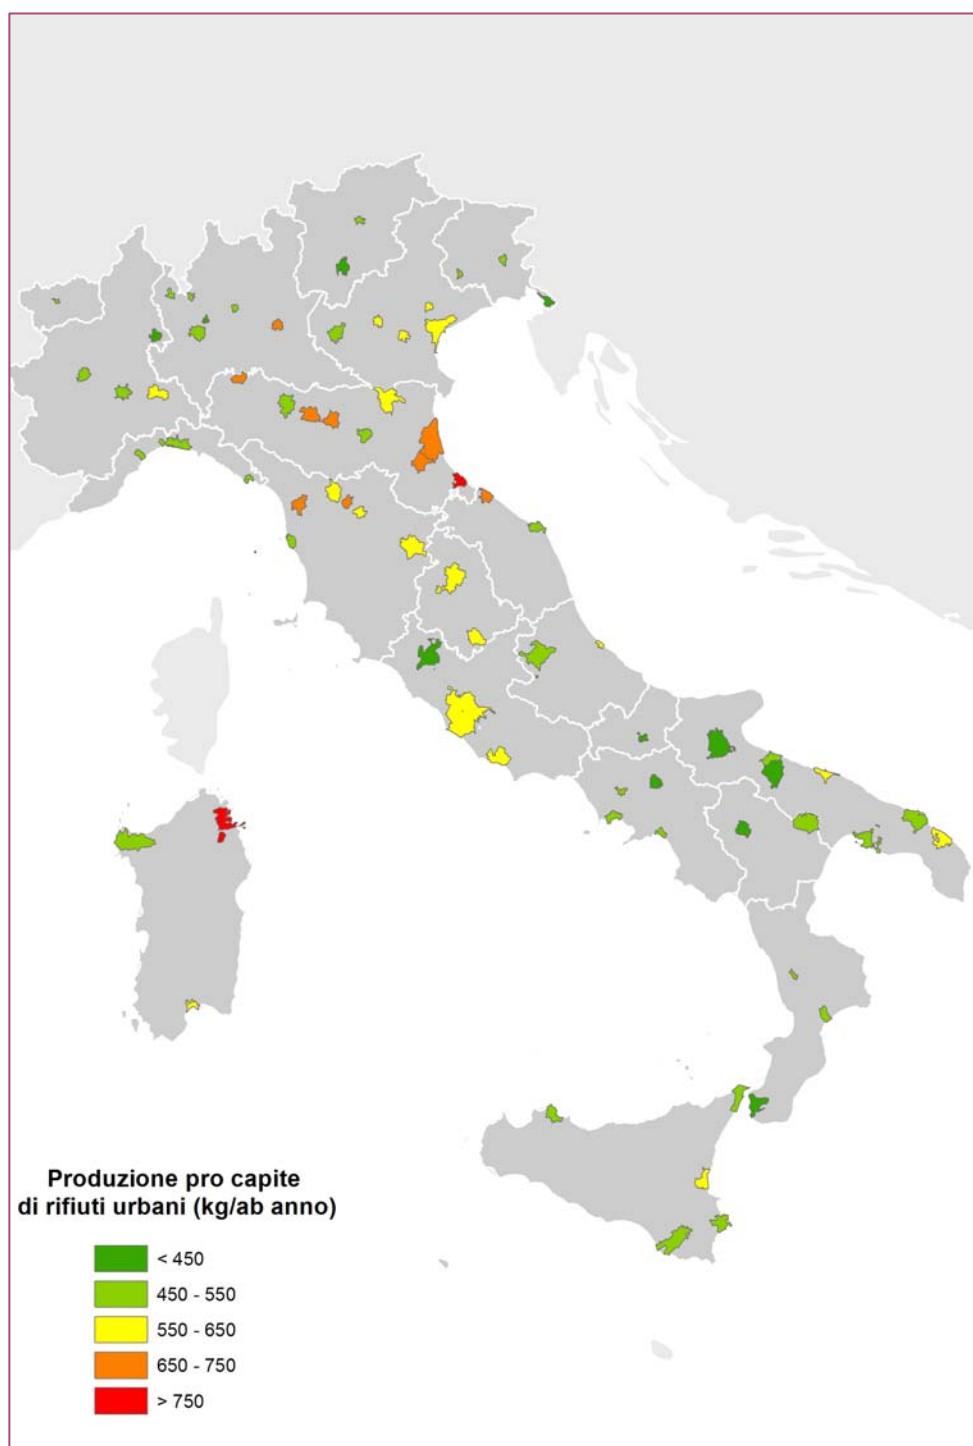 Produzione pro capite
di rifiuti urbani (kg/ab anno)
< 450
450 - 550
550 - 650
650 - 750
> 750